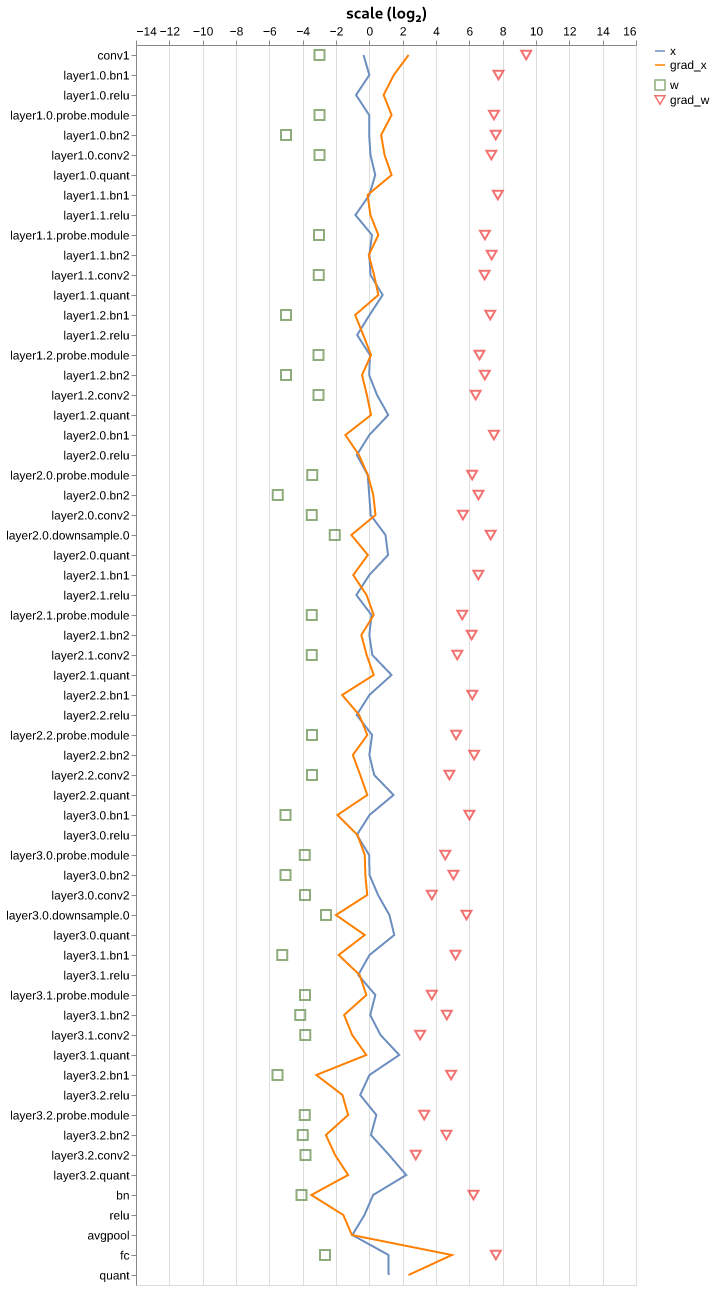 scale (log₂)
−14 −12 −10 −8 −6 −4 −2 0 2 4 6 8 10 12 14 16
x
grad_x
w
grad_w
conv1
layer1.0.bn1
layer1.0.relu
layer1.0.probe.module
layer1.0.bn2
layer1.0.conv2
layer1.0.quant
layer1.1.bn1
layer1.1.relu
layer1.1.probe.module
layer1.1.bn2
layer1.1.conv2
layer1.1.quant
layer1.2.bn1
layer1.2.relu
layer1.2.probe.module
layer1.2.bn2
layer1.2.conv2
layer1.2.quant
layer2.0.bn1
layer2.0.relu
layer2.0.probe.module
layer2.0.bn2
layer2.0.conv2
layer2.0.downsample.0
layer2.0.quant
layer2.1.bn1
layer2.1.relu
layer2.1.probe.module
layer2.1.bn2
layer2.1.conv2
layer2.1.quant
layer2.2.bn1
layer2.2.relu
layer2.2.probe.module
layer2.2.bn2
layer2.2.conv2
layer2.2.quant
layer3.0.bn1
layer3.0.relu
layer3.0.probe.module
layer3.0.bn2
layer3.0.conv2
layer3.0.downsample.0
layer3.0.quant
layer3.1.bn1
layer3.1.relu
layer3.1.probe.module
layer3.1.bn2
layer3.1.conv2
layer3.1.quant
layer3.2.bn1
layer3.2.relu
layer3.2.probe.module
layer3.2.bn2
layer3.2.conv2
layer3.2.quant
bn
relu
avgpool
fc
quant